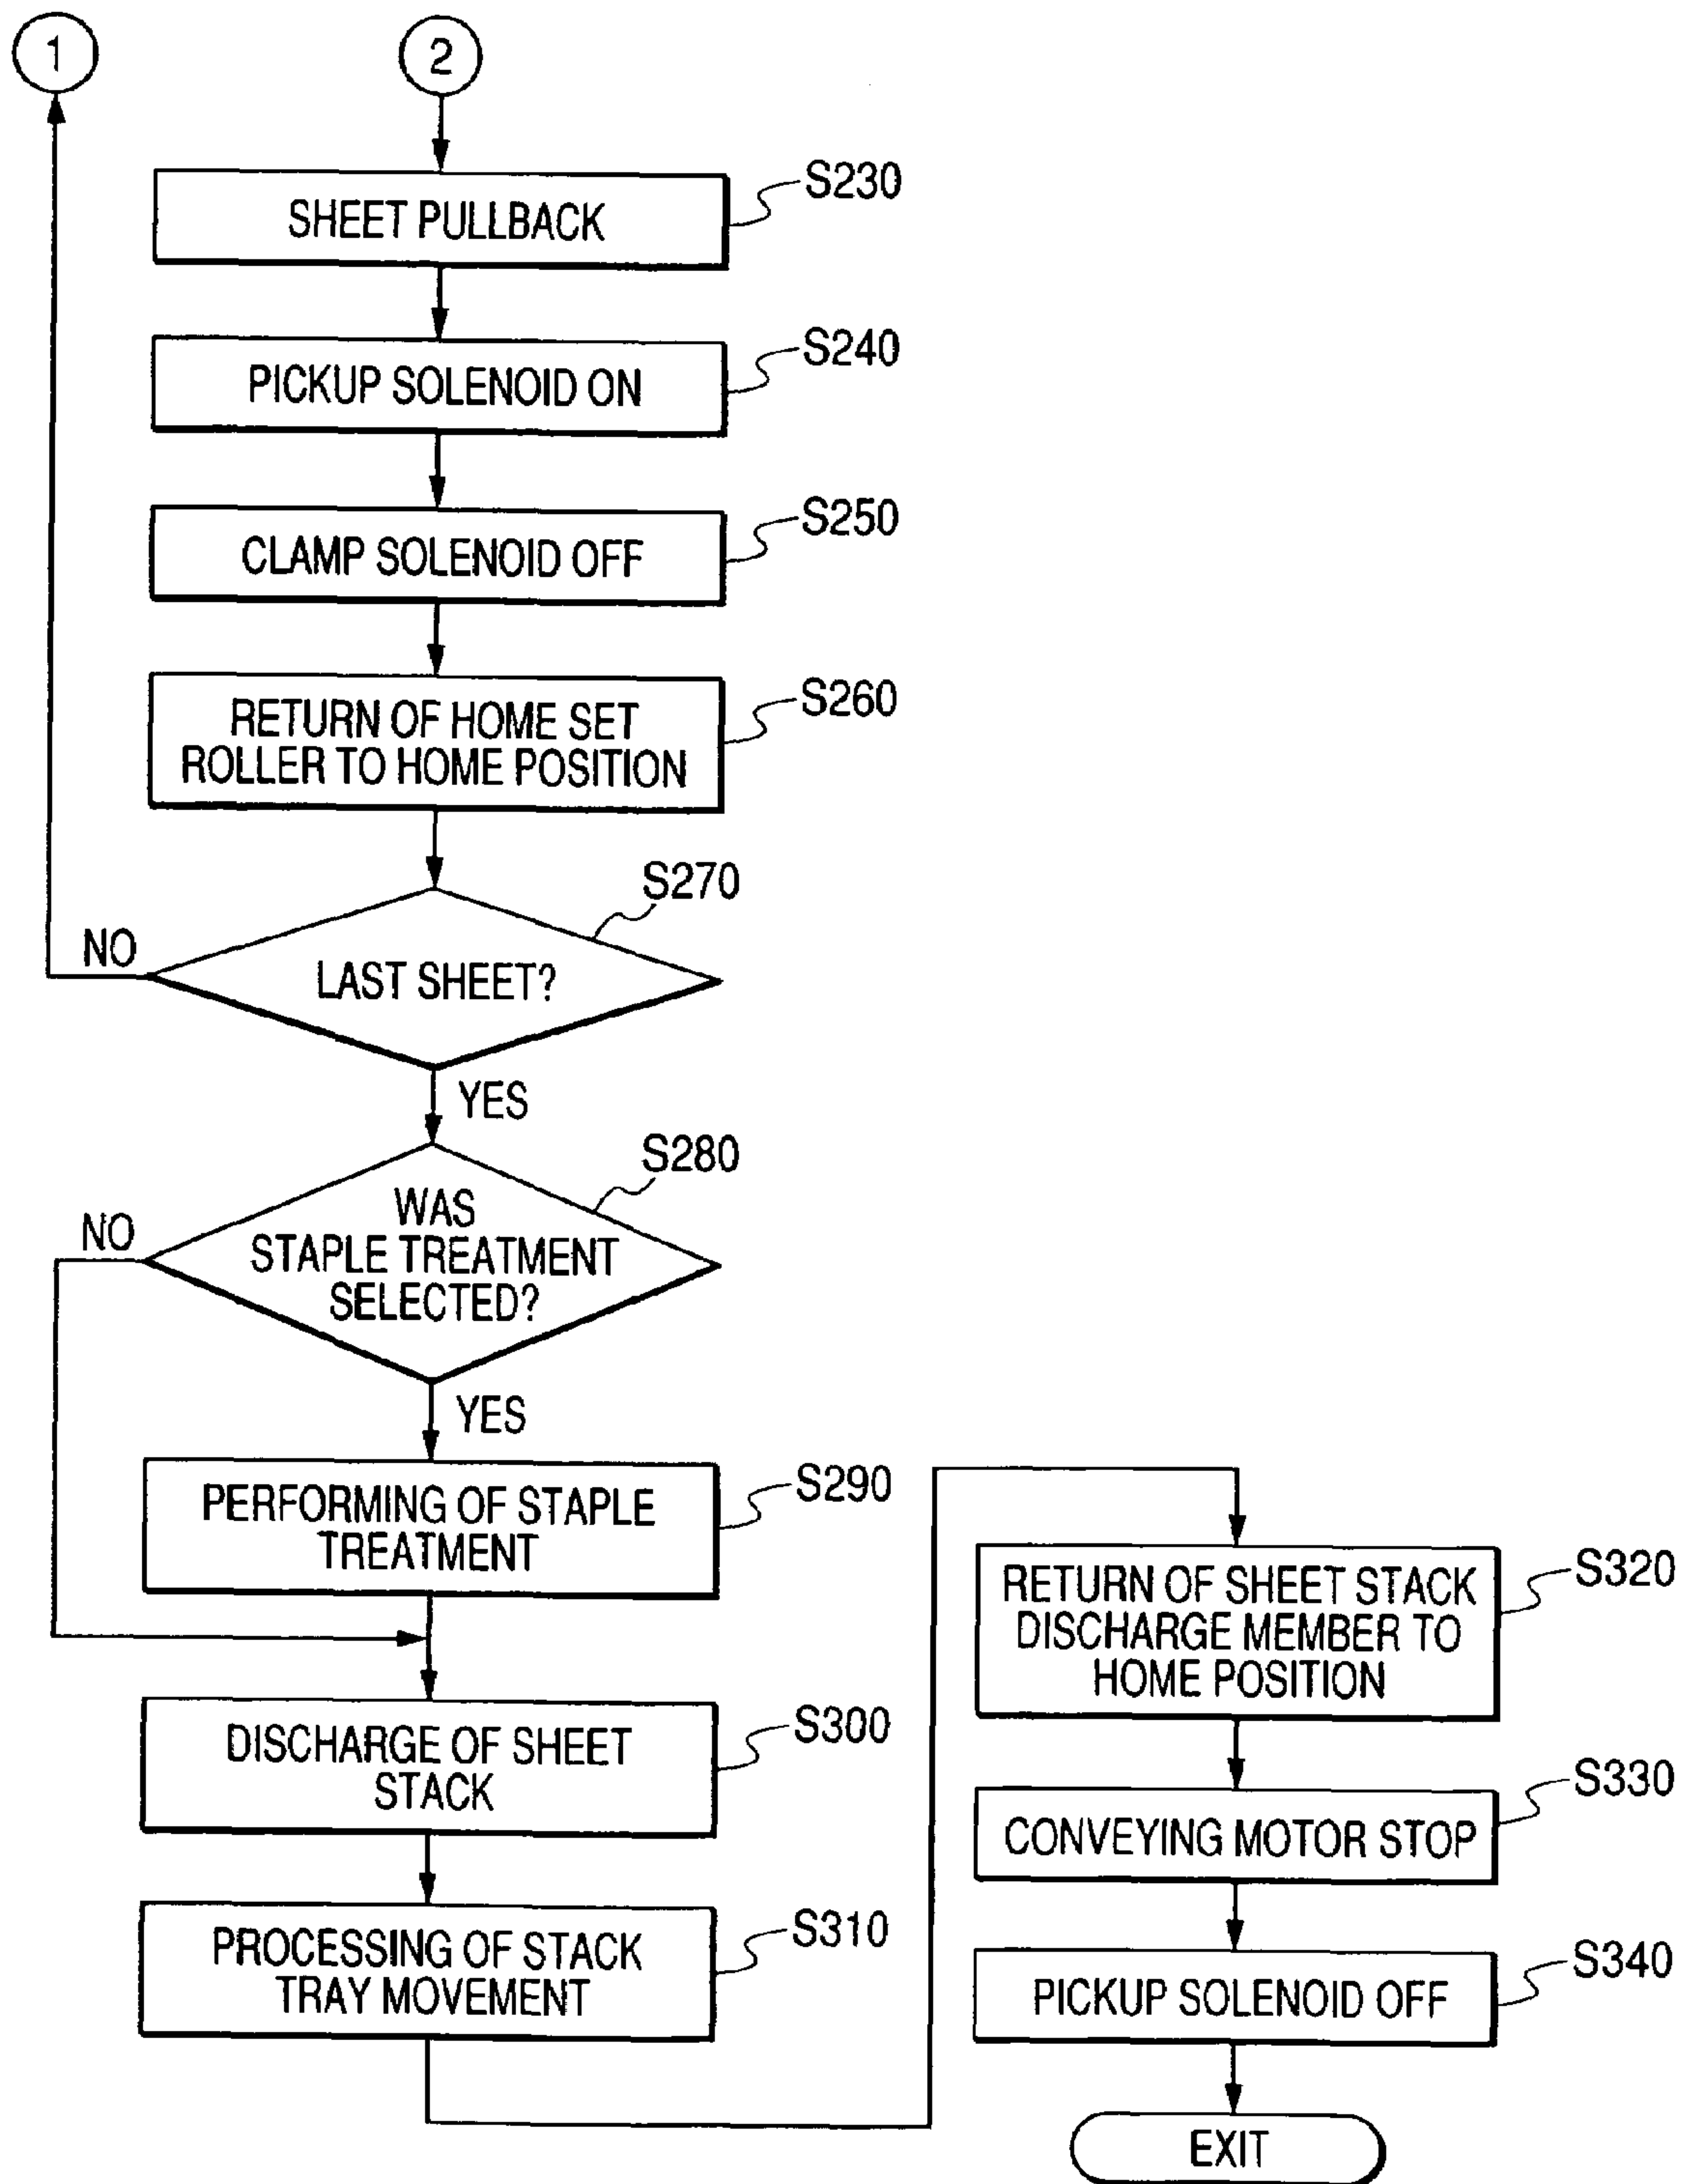 1
2
S230
SHEET PULLBACK
S240
PICKUP SOLENOID ON
S250
CLAMP SOLENOID OFF
S260
RETURN OF HOME SET
ROLLER TO HOME POSITION
S270
NO
LAST SHEET?
YES
S280
NO
WAS
STAPLE TREATMENT
SELECTED?
YES
S290
PERFORMING OF STAPLE
TREATMENT
S300
DISCHARGE OF SHEET
STACK
S310
PROCESSING OF STACK
TRAY MOVEMENT
S320
RETURN OF SHEET STACK
DISCHARGE MEMBER TO
HOME POSITION
S330
CONVEYING MOTOR STOP
S340
PICKUP SOLENOID OFF
EXIT